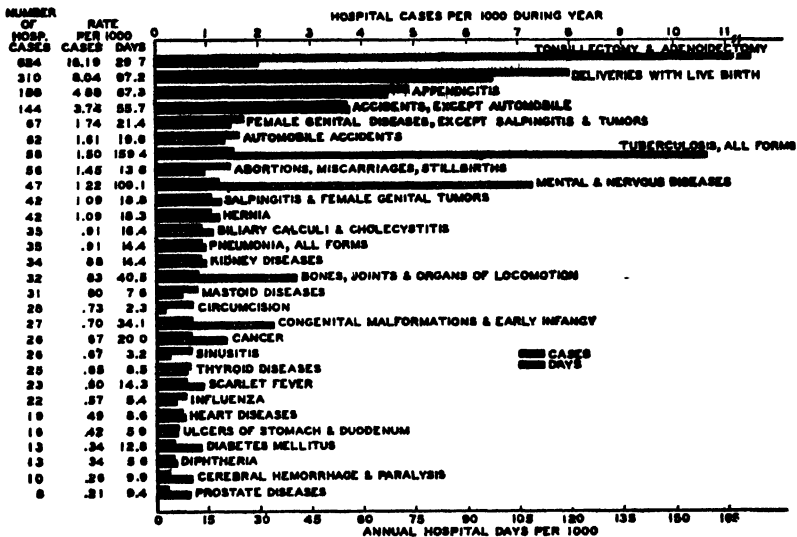 NUMBER OF HOSP. CASES
RATE PER 1000
CASES DAYS
HOSPITAL CASES PER 1000 DURING YEAR
0 1 2 3 4 5 6 7 8 9 10 11
16.19 29.7 TONSILLECTOMY & ADENOIDECTOMY
310 8.04 97.2 DELIVERIES WITH LIVE BIRTH
188 4.88 67.3 APPENDICITIS
144 3.74 55.7 ACCIDENTS, EXCEPT AUTOMOBILE
67 1.74 21.4 FEMALE GENITAL DISEASES, EXCEPT SALPINGITIS & TUMORS
62 1.61 19.6 AUTOMOBILE ACCIDENTS
58 1.50 159.4 TUBERCULOSIS, ALL FORMS
56 1.45 13.6 ABORTIONS, MISCARRIAGES, STILLBIRTHS
47 1.22 109.1 MENTAL & NERVOUS DISEASES
42 1.09 18.8 SALPINGITIS & FEMALE GENITAL TUMORS
42 1.09 18.3 HERNIA
35 .91 16.4 BILIARY CALCULI & CHOLECYSTITIS
35 .91 14.4 PNEUMONIA, ALL FORMS
34 .88 14.4 KIDNEY DISEASES
32 .83 40.5 BONES, JOINTS & ORGANS OF LOCOMOTION
31 .80 7.6 MASTOID DISEASES
28 .73 2.3 CIRCUMCISION
27 .70 34.1 CONGENITAL MALFORMATIONS & EARLY INFANCY
26 .67 20.0 CANCER
26 .67 3.2 SINUSITIS
25 .65 8.5 THYROID DISEASES
23 .60 14.3 SCARLET FEVER
22 .57 5.4 INFLUENZA
19 .49 8.6 HEART DISEASES
16 .42 5.9 ULCERS OF STOMACH & DUODENUM
13 .34 12.8 DIABETES MELLITUS
13 .34 5.6 DIPHTHERIA
10 .26 9.9 CEREBRAL HEMORRHAGE & PARALYSIS
8 .21 9.4 PROSTATE DISEASES
CASES
DAYS
0 15 30 45 60 75 90 105 120 135 150 165
ANNUAL HOSPITAL DAYS PER 1000